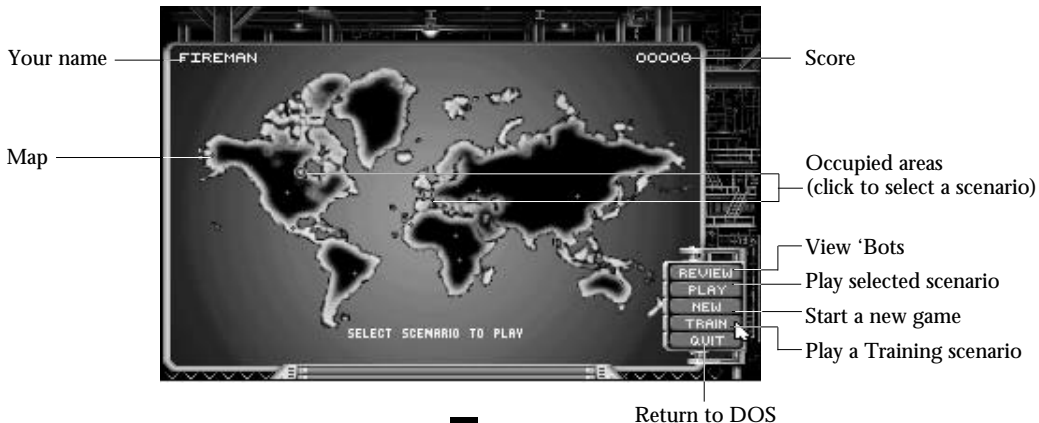 Your name
FIREMAN
00000
Score
Map
Occupied areas
(click to select a scenario)
View ‘Bots
REVIEW
Play selected scenario
PLAY
Start a new game
NEW
Play a Training scenario
TRAIN
QUIT
SELECT SCENARIO TO PLAY
Return to DOS